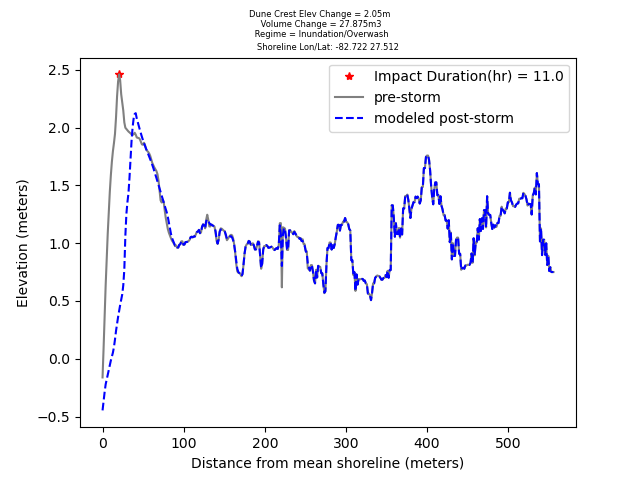 Dune Crest Elev Change = 2.05m
Volume Change = 27.875m3
Regime = Inundation/Overwash
Shoreline Lon/Lat: -82.722 27.512
Impact Duration(hr) = 11.0
pre-storm
modeled post-storm
Elevation (meters)
2.5
2.0
1.5
1.0
0.5
0.0
−0.5
0 100 200 300 400 500
Distance from mean shoreline (meters)